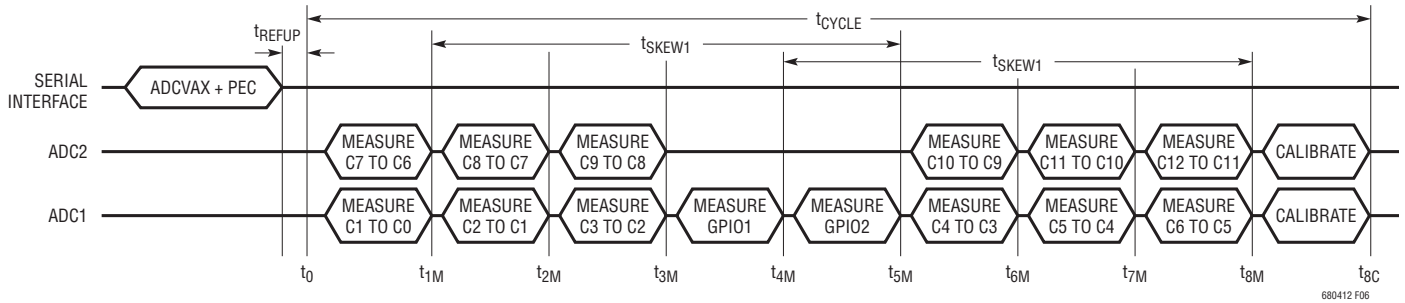 tCYCLE
tREFUP
tSKEW1
tSKEW1
SERIAL
INTERFACE
ADCVAX + PEC
ADC2
MEASURE
C7 TO C6
MEASURE
C8 TO C7
MEASURE
C9 TO C8
MEASURE
C10 TO C9
MEASURE
C11 TO C10
MEASURE
C12 TO C11
CALIBRATE
ADC1
MEASURE
C1 TO C0
MEASURE
C2 TO C1
MEASURE
C3 TO C2
MEASURE
GPIO1
MEASURE
GPIO2
MEASURE
C4 TO C3
MEASURE
C5 TO C4
MEASURE
C6 TO C5
CALIBRATE
t0 t1M t2M t3M t4M t5M t6M t7M t8M t8C
680412 F06